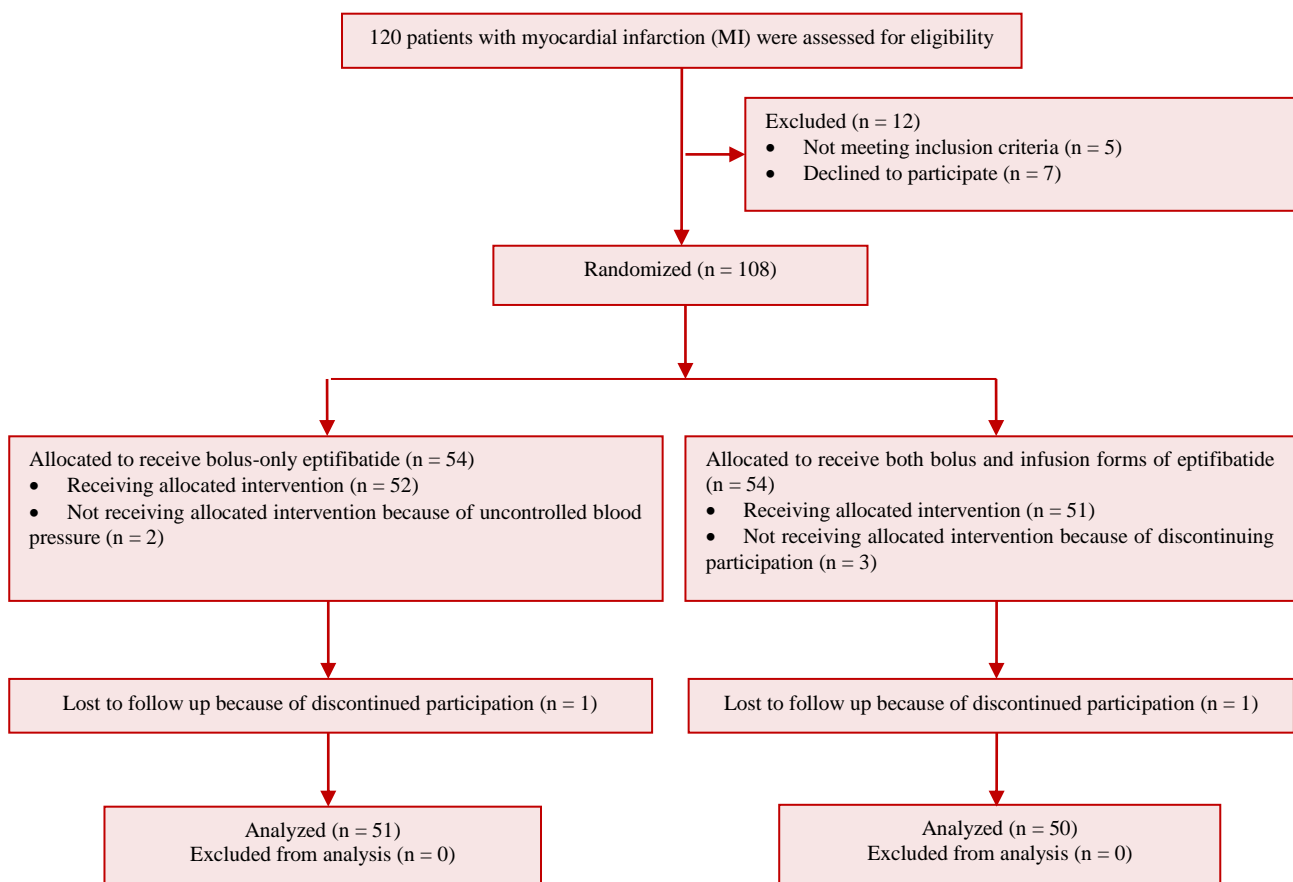 120 patients with myocardial infarction (MI) were assessed for eligibility
Excluded (n = 12)
• Not meeting inclusion criteria (n = 5)
• Declined to participate (n = 7)
Randomized (n = 108)
Allocated to receive bolus-only eptifibatide (n = 54)
• Receiving allocated intervention (n = 52)
• Not receiving allocated intervention because of uncontrolled blood
pressure (n = 2)
Allocated to receive both bolus and infusion forms of eptifibatide
(n = 54)
• Receiving allocated intervention (n = 51)
• Not receiving allocated intervention because of discontinuing
participation (n = 3)
Lost to follow up because of discontinued participation (n = 1)
Lost to follow up because of discontinued participation (n = 1)
Analyzed (n = 51)
Excluded from analysis (n = 0)
Analyzed (n = 50)
Excluded from analysis (n = 0)